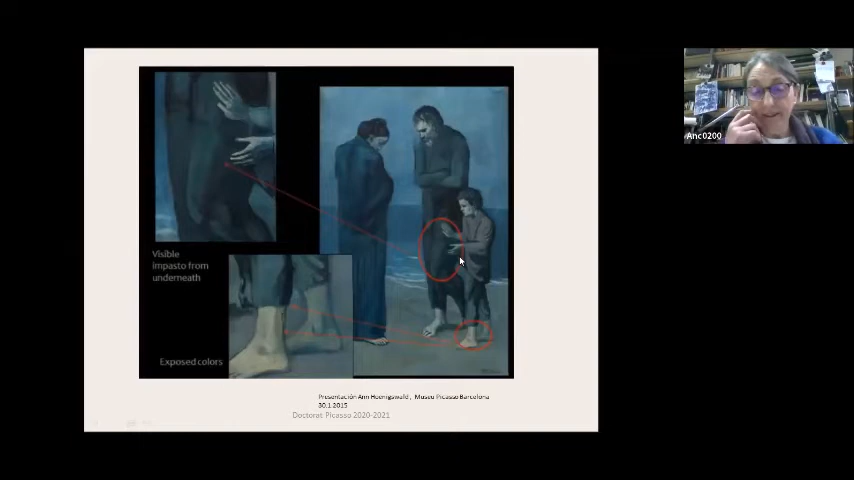 Anc0200
Visible
impasto from
underneath
Exposed colors
Presentación Ann Hoenigswald , Museu Picasso Barcelona
30.1.2015
Doctorat Picasso 2020-2021